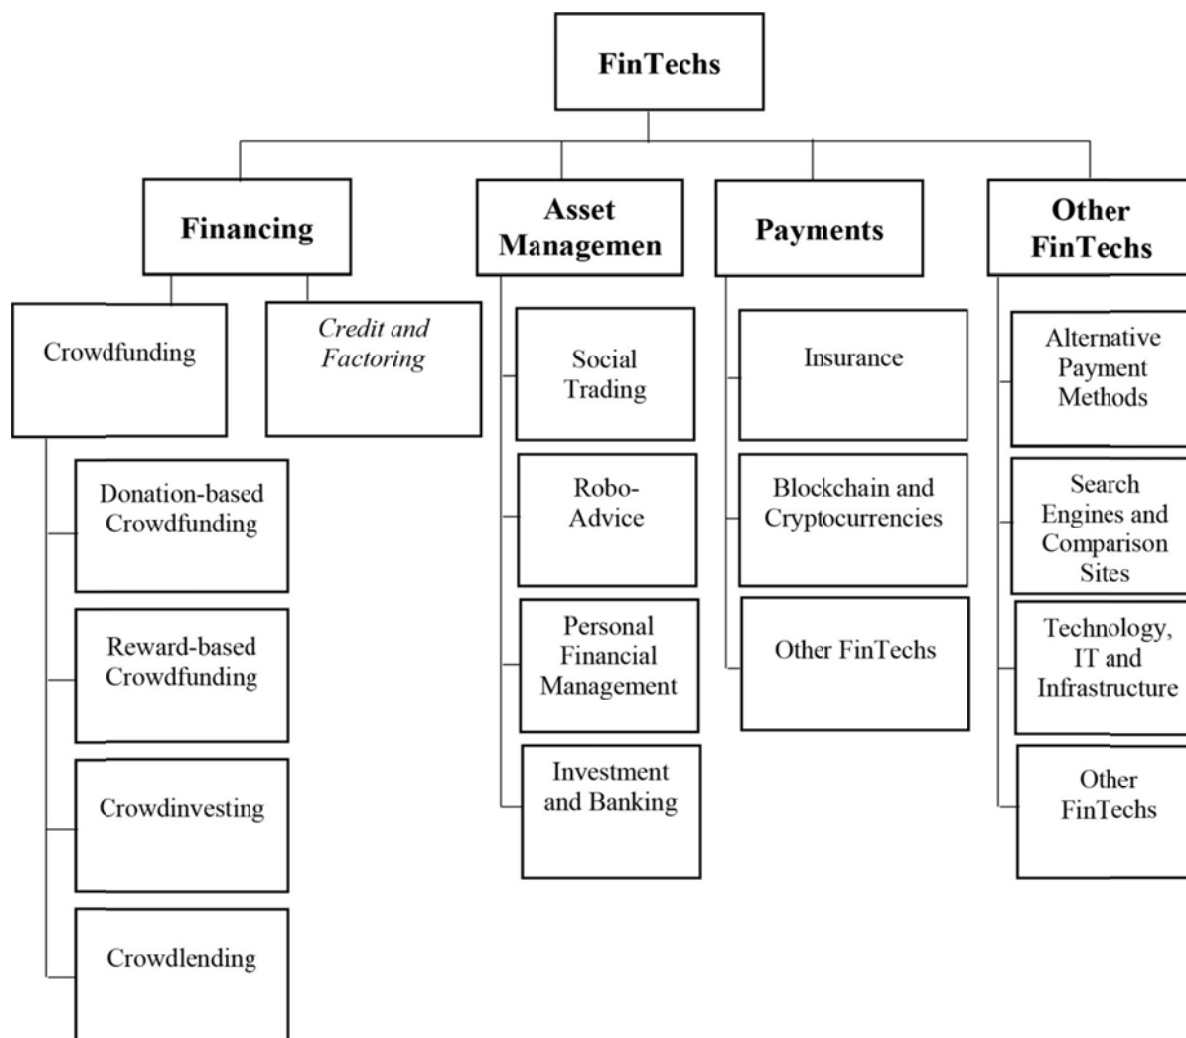 FinTechs
Financing
Asset
Managemen
Payments
Other
FinTechs
Crowdfunding
Credit and
Factoring
Donation-based
Crowdfunding
Reward-based
Crowdfunding
Crowdinvesting
Crowdlending
Social
Trading
Robo-
Advice
Personal
Financial
Management
Investment
and Banking
Insurance
Blockchain and
Cryptocurrencies
Other FinTechs
Alternative
Payment
Methods
Search
Engines and
Comparison
Sites
Technology,
IT and
Infrastructure
Other
FinTechs